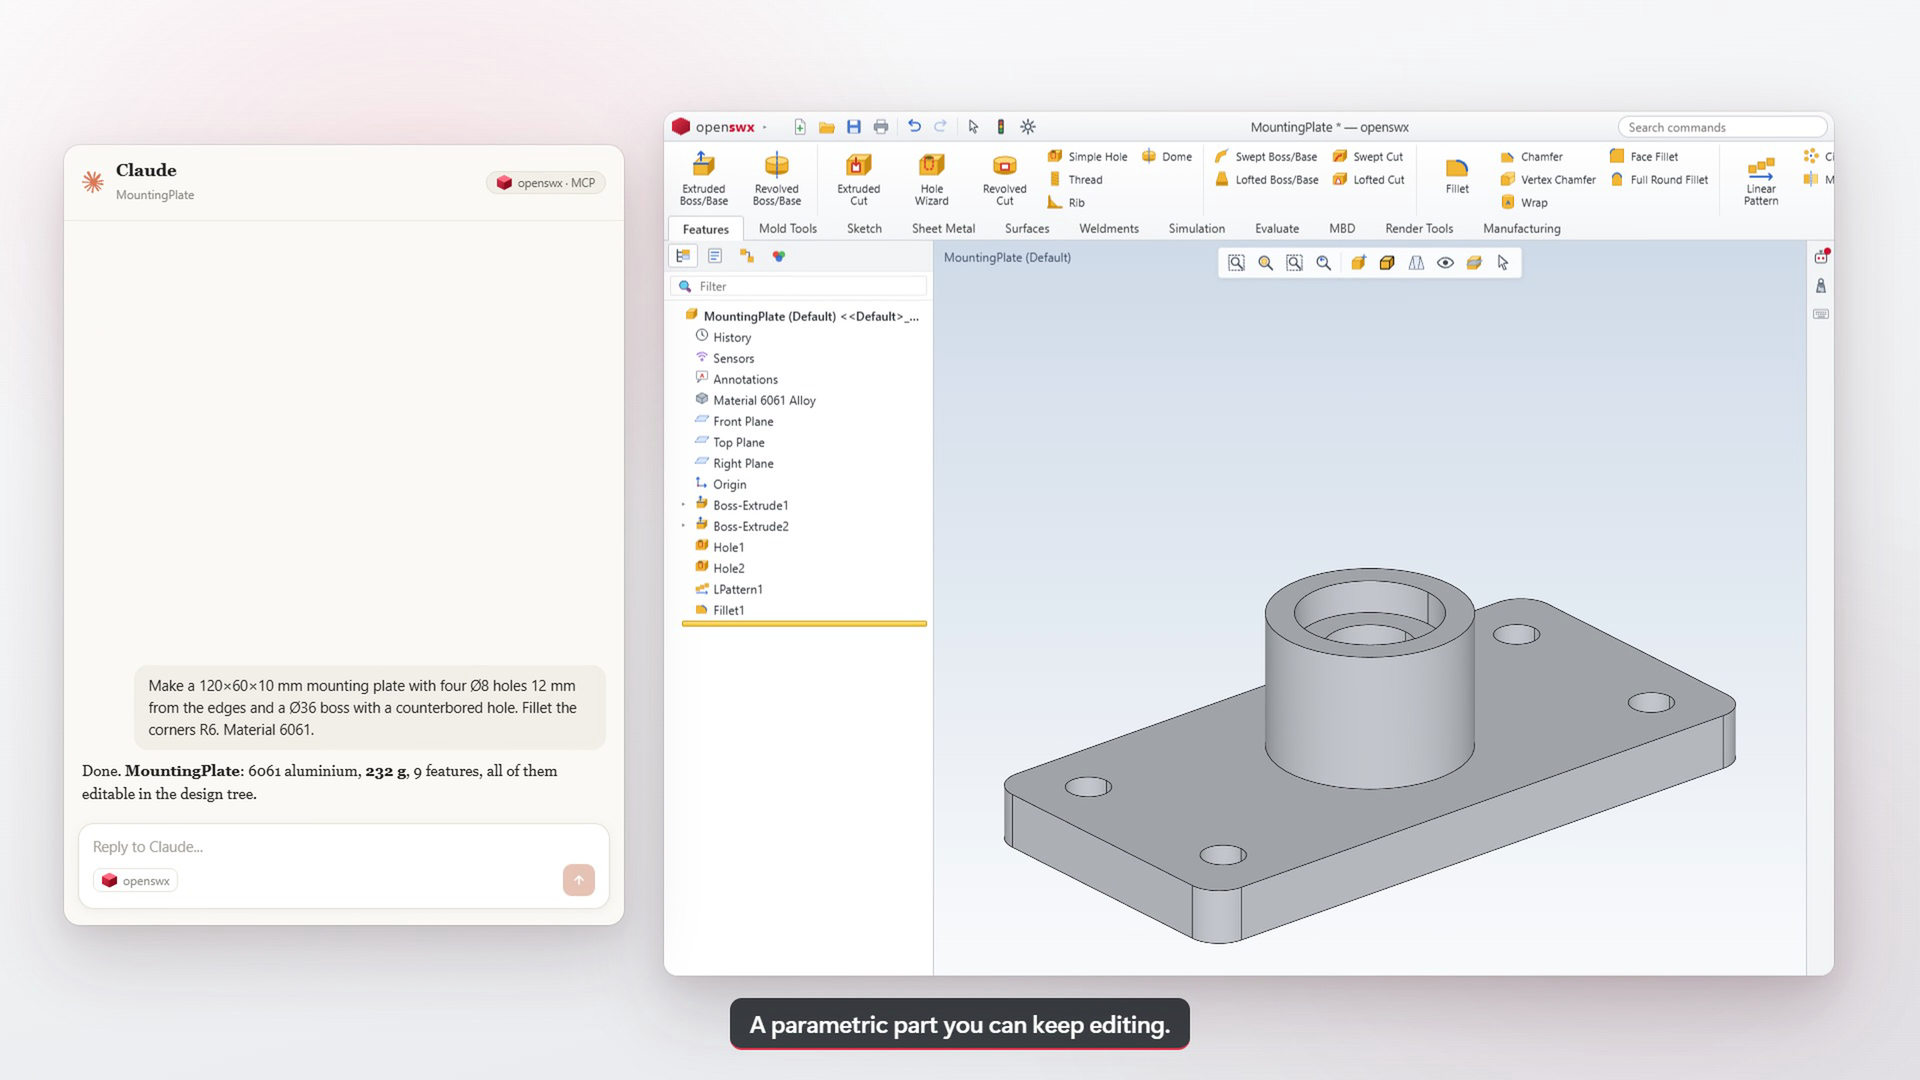 Claude
MountingPlate
openswx · MCP
Make a 120×60×10 mm mounting plate with four Ø8 holes 12 mm
from the edges and a Ø36 boss with a counterbored hole. Fillet the
corners R6. Material 6061.
Done. MountingPlate: 6061 aluminium, 232 g, 9 features, all of them
editable in the design tree.
Reply to Claude...
openswx
openswx
MountingPlate * — openswx
Search commands
Extruded
Boss/Base
Revolved
Boss/Base
Extruded
Cut
Hole
Wizard
Revolved
Cut
Simple Hole
Dome
Thread
Rib
Swept Boss/Base
Swept Cut
Lofted Boss/Base
Lofted Cut
Fillet
Chamfer
Face Fillet
Vertex Chamfer
Full Round Fillet
Wrap
Linear
Pattern
Ci
M
Features
Mold Tools
Sketch
Sheet Metal
Surfaces
Weldments
Simulation
Evaluate
MBD
Render Tools
Manufacturing
Filter
MountingPlate (Default) <<Default>_...
History
Sensors
Annotations
Material 6061 Alloy
Front Plane
Top Plane
Right Plane
Origin
Boss-Extrude1
Boss-Extrude2
Hole1
Hole2
LPattern1
Fillet1
MountingPlate (Default)
A parametric part you can keep editing.